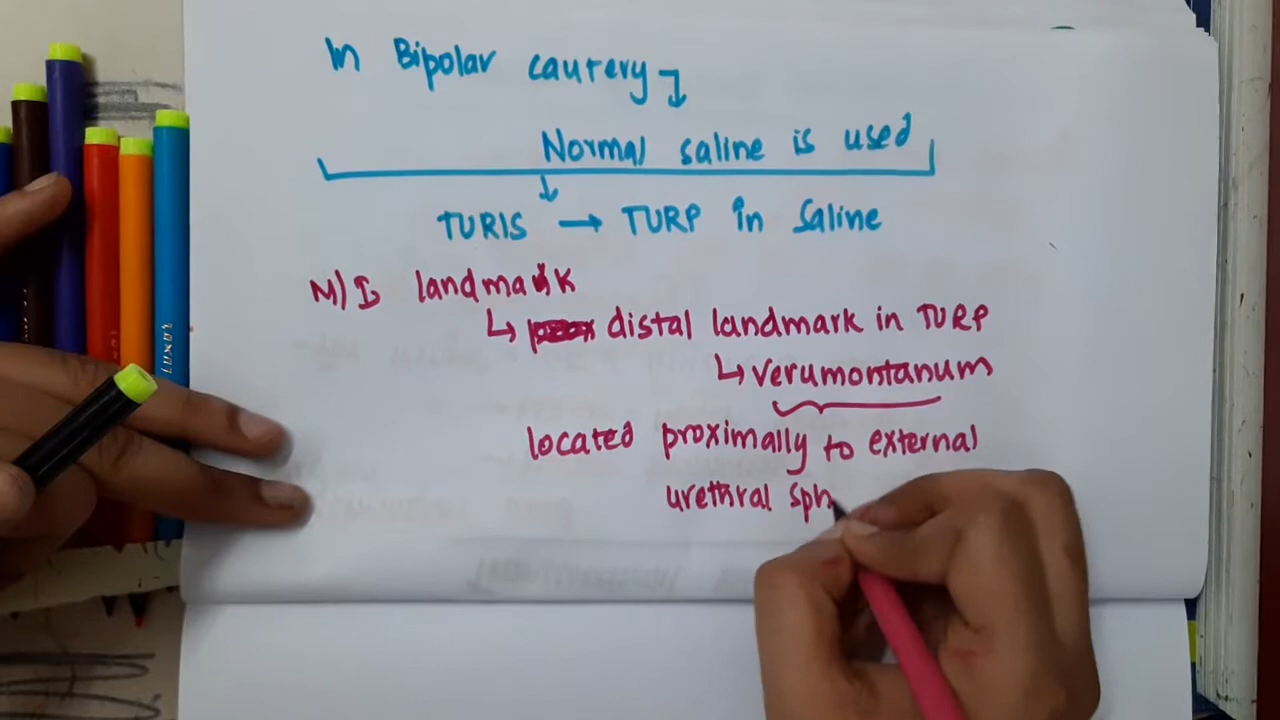 In Bipolar cautery
Normal saline is used
TURIS → TURP in Saline
M/I landmark
↳ distal landmark in TURP
↳ verumontanum
located proximally to external
urethral sph
luxor